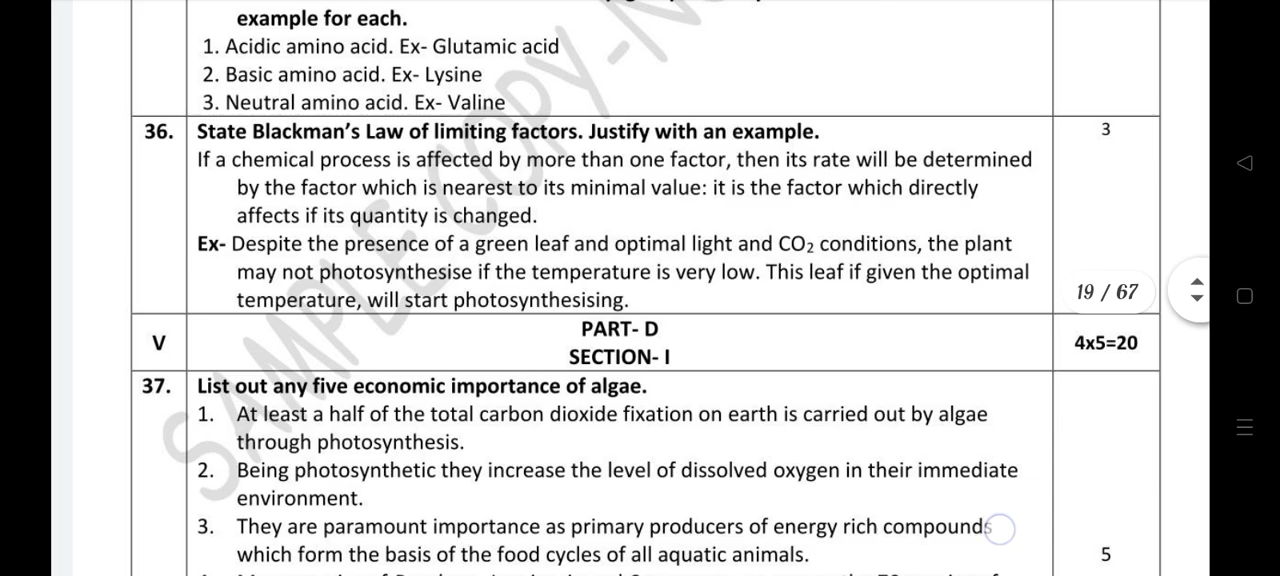 example for each.
1. Acidic amino acid. Ex- Glutamic acid
2. Basic amino acid. Ex- Lysine
3. Neutral amino acid. Ex- Valine
36. State Blackman's Law of limiting factors. Justify with an example. 3
If a chemical process is affected by more than one factor, then its rate will be determined
by the factor which is nearest to its minimal value: it is the factor which directly
affects if its quantity is changed.
Ex- Despite the presence of a green leaf and optimal light and CO₂ conditions, the plant
may not photosynthesise if the temperature is very low. This leaf if given the optimal
temperature, will start photosynthesising.
19 / 67
V PART- D 4x5=20
SECTION- I
37. List out any five economic importance of algae.
1. At least a half of the total carbon dioxide fixation on earth is carried out by algae
through photosynthesis.
2. Being photosynthetic they increase the level of dissolved oxygen in their immediate
environment.
3. They are paramount importance as primary producers of energy rich compounds
which form the basis of the food cycles of all aquatic animals. 5
SAMPLE COPY-N